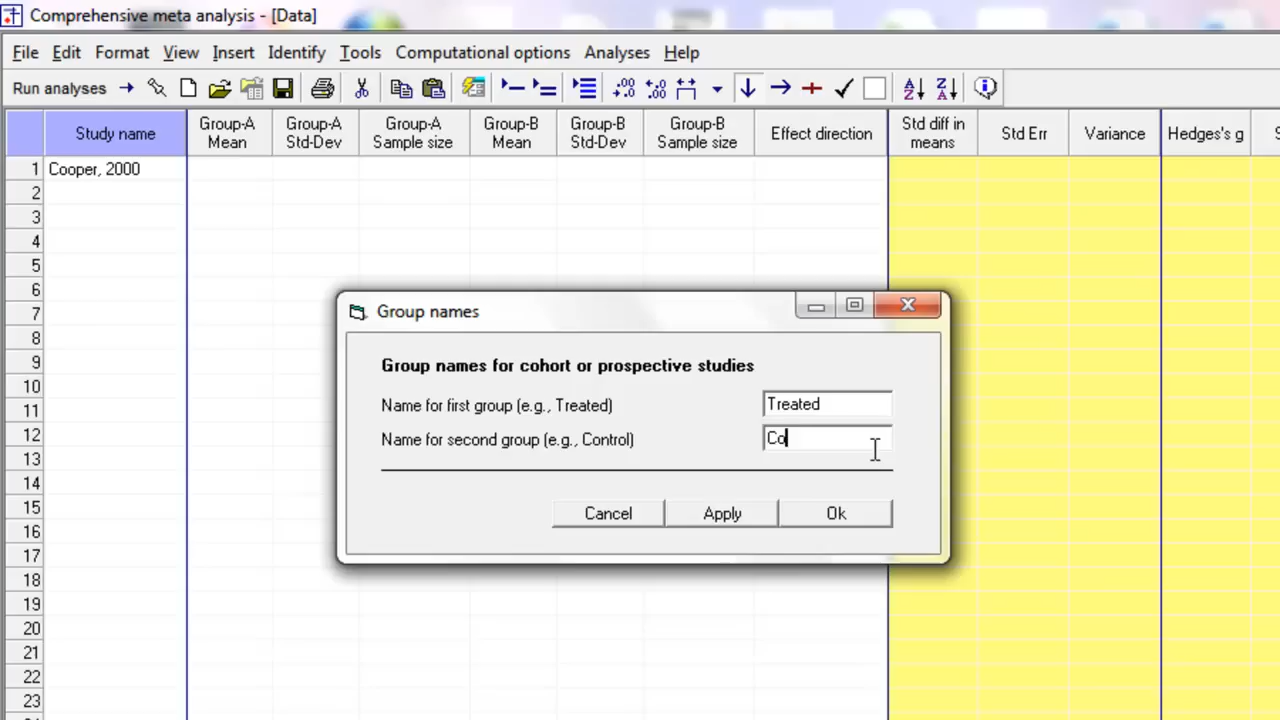 Comprehensive meta analysis - [Data]
File Edit Format View Insert Identify Tools Computational options Analyses Help
Run analyses
Study name Group-A Mean Group-A Std-Dev Group-A Sample size Group-B Mean Group-B Std-Dev Group-B Sample size Effect direction Std diff in means Std Err Variance Hedges's g
1 Cooper, 2000
2
3
4
5
6
7
8
9
10
11
12
13
14
15
16
17
18
19
20
21
22
23
Group names
Group names for cohort or prospective studies
Name for first group (e.g., Treated) Treated
Name for second group (e.g., Control) Co
Cancel Apply Ok